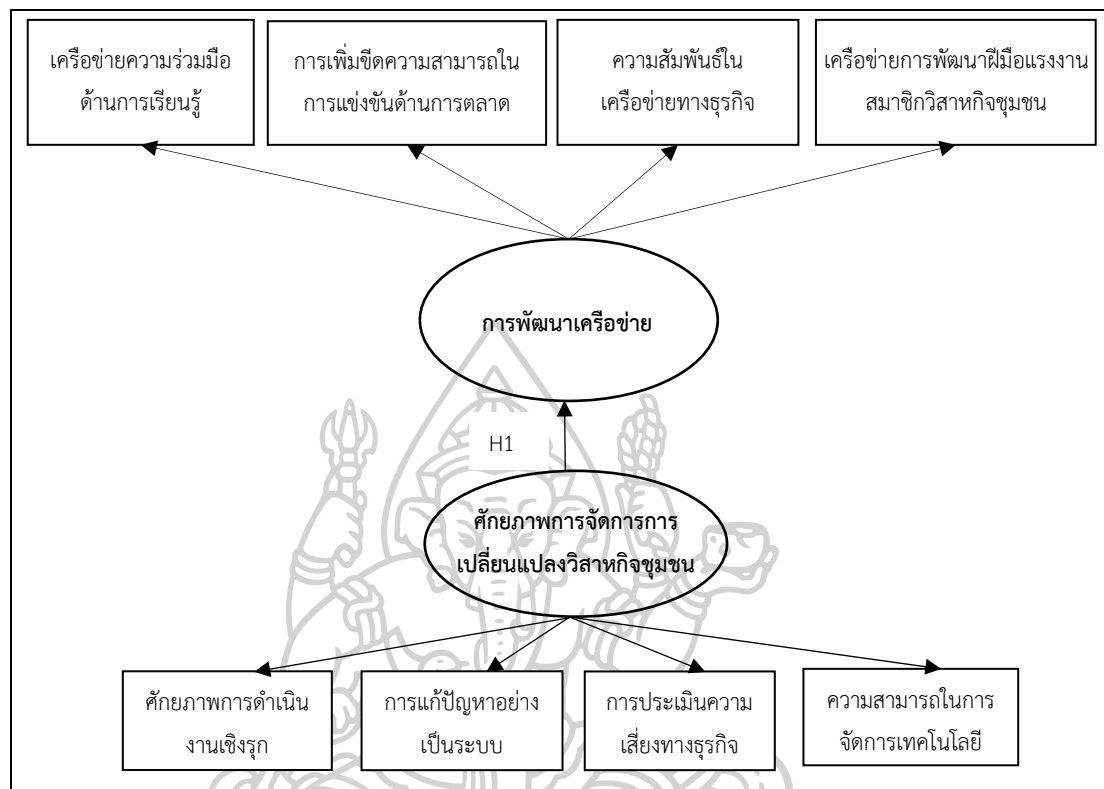 เครือข่ายความร่วมมือ
ด้านการเรียนรู้
การเพิ่มขีดความสามารถใน
การแข่งขันด้านการตลาด
ความสัมพันธ์ใน
เครือข่ายทางธุรกิจ
เครือข่ายการพัฒนาฝีมือแรงงาน
สมาชิกวิสาหกิจชุมชน
การพัฒนาเครือข่าย
H1
ศักยภาพการจัดการการ
เปลี่ยนแปลงวิสาหกิจชุมชน
ศักยภาพการดำเนิน
งานเชิงรุก
การแก้ปัญหาอย่าง
เป็นระบบ
การประเมินความ
เสี่ยงทางธุรกิจ
ความสามารถในการ
จัดการเทคโนโลยี